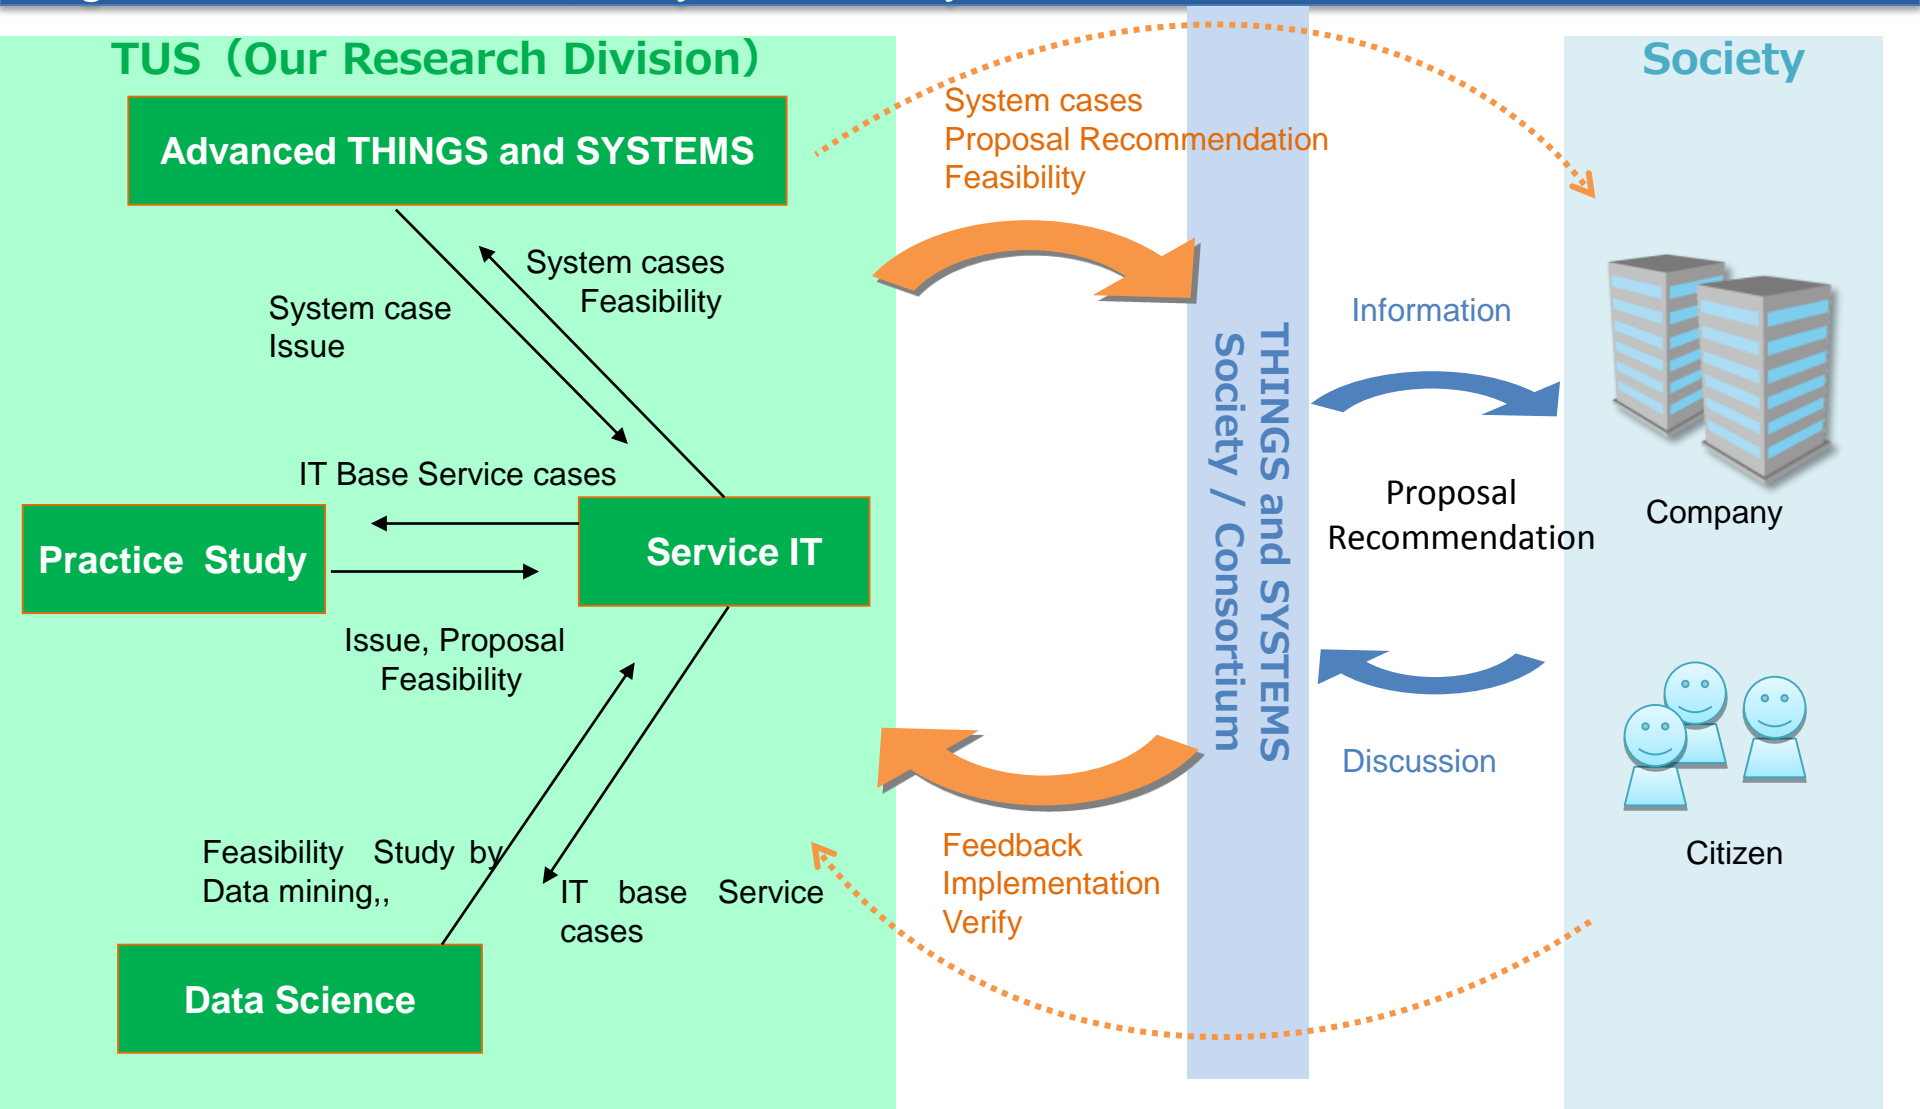 TUS（Our Research Division）
Society
Advanced THINGS and SYSTEMS
System cases
Proposal Recommendation
Feasibility
System cases
Feasibility
System case
Issue
IT Base Service cases
Practice Study
Service IT
Issue, Proposal
Feasibility
Feasibility Study by
Data mining,,
IT base Service
cases
Data Science
THINGS and SYSTEMS
Society / Consortium
Information
Proposal
Recommendation
Discussion
Feedback
Implementation
Verify
Company
Citizen